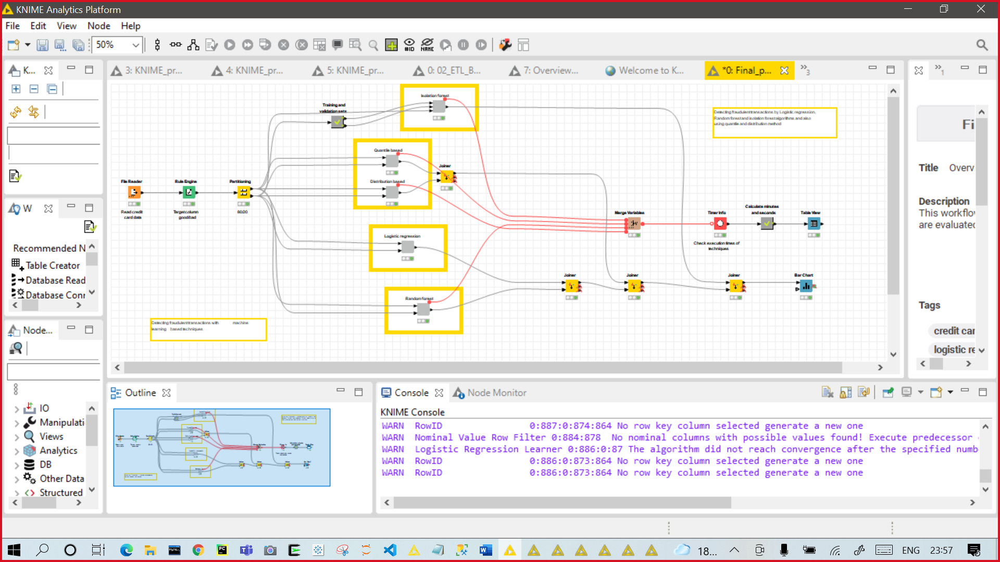 KNIME Analytics Platform
File Edit View Node Help
50%
#ID
NAME
K...
3: KNIME_pr...
4: KNIME_pr...
5: KNIME_pr...
0: 02_ETL_B...
7: Overview...
Welcome to K...
*0: Final_p...
3
1
Isolation forest
Training and
validation sets
Detecting fraudulent transactions by Logistic regression,
Random forest and isolation forest algorithms and also
using quantile and distribution method
Quantile based
Joiner
Distribution based
File Reader
Read credit
card data
Rule Engine
Target column
good/bad
Partitioning
80/20
Logistic regression
Random forest
Merge Variables
Timer Info
Check execution times of
techniques
Calculate minutes
and seconds
Table View
Joiner
Joiner
Joiner
Bar Chart
Detecting fraudulent transactions with machine
learning based techniques
Fi
Title Overv
Description
This workflo
are evaluated
Tags
credit car
logistic re
W
Recommended N
Table Creator
Database Read
Database Conn
Node...
IO
Manipulati
Views
Analytics
DB
Other Data
Structured
Outline
Console
Node Monitor
KNIME Console
WARN RowID 0:887:0:874:864 No row key column selected generate a new one
WARN Nominal Value Row Filter 0:884:878 No nominal columns with possible values found! Execute predecessor
WARN Logistic Regression Learner 0:886:0:87 The algorithm did not reach convergence after the specified numb
WARN RowID 0:886:0:873:864 No row key column selected generate a new one
WARN RowID 0:886:0:873:864 No row key column selected generate a new one
MySQL
PC
18...
ENG
23:57